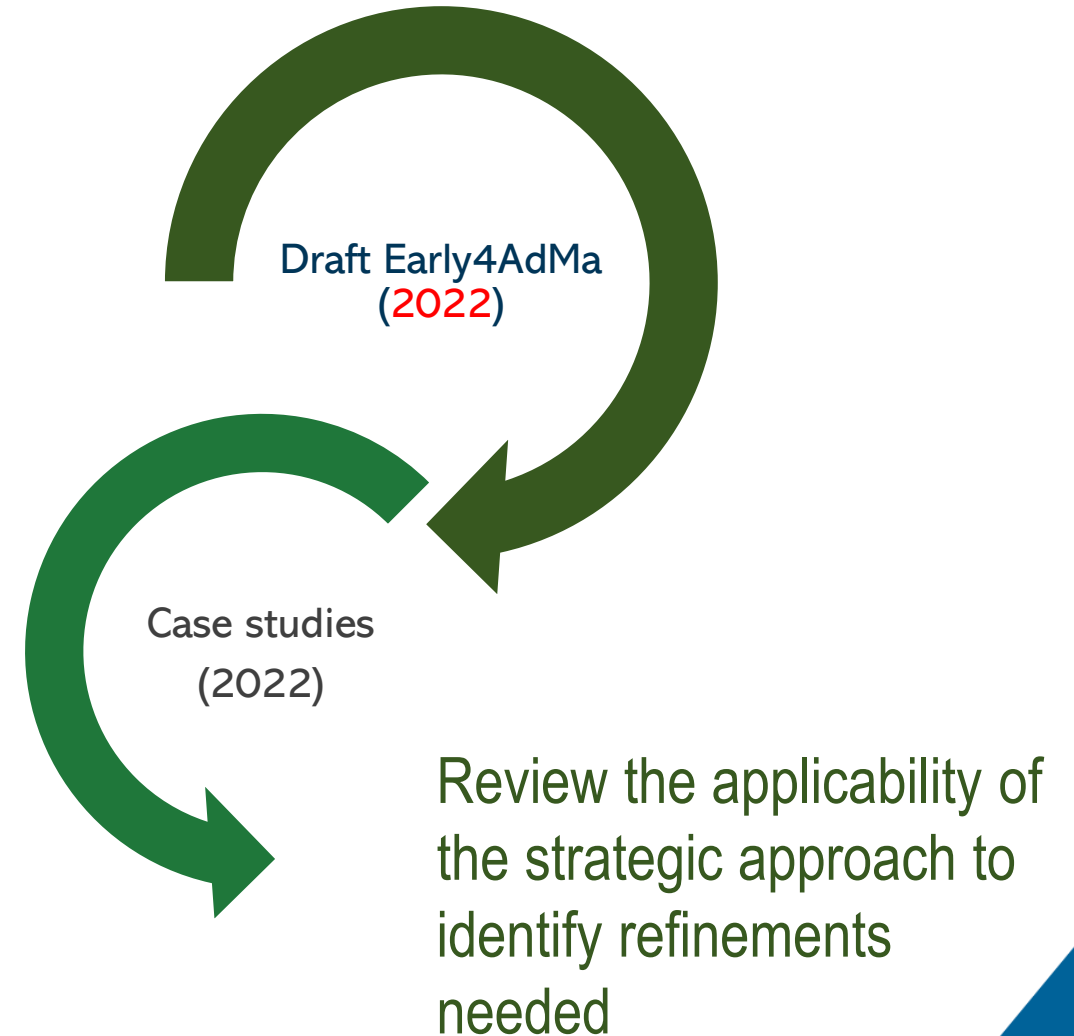 Draft Early4AdMa
(2022)
Case studies
(2022)
Review the applicability of
the strategic approach to
identify refinements
needed